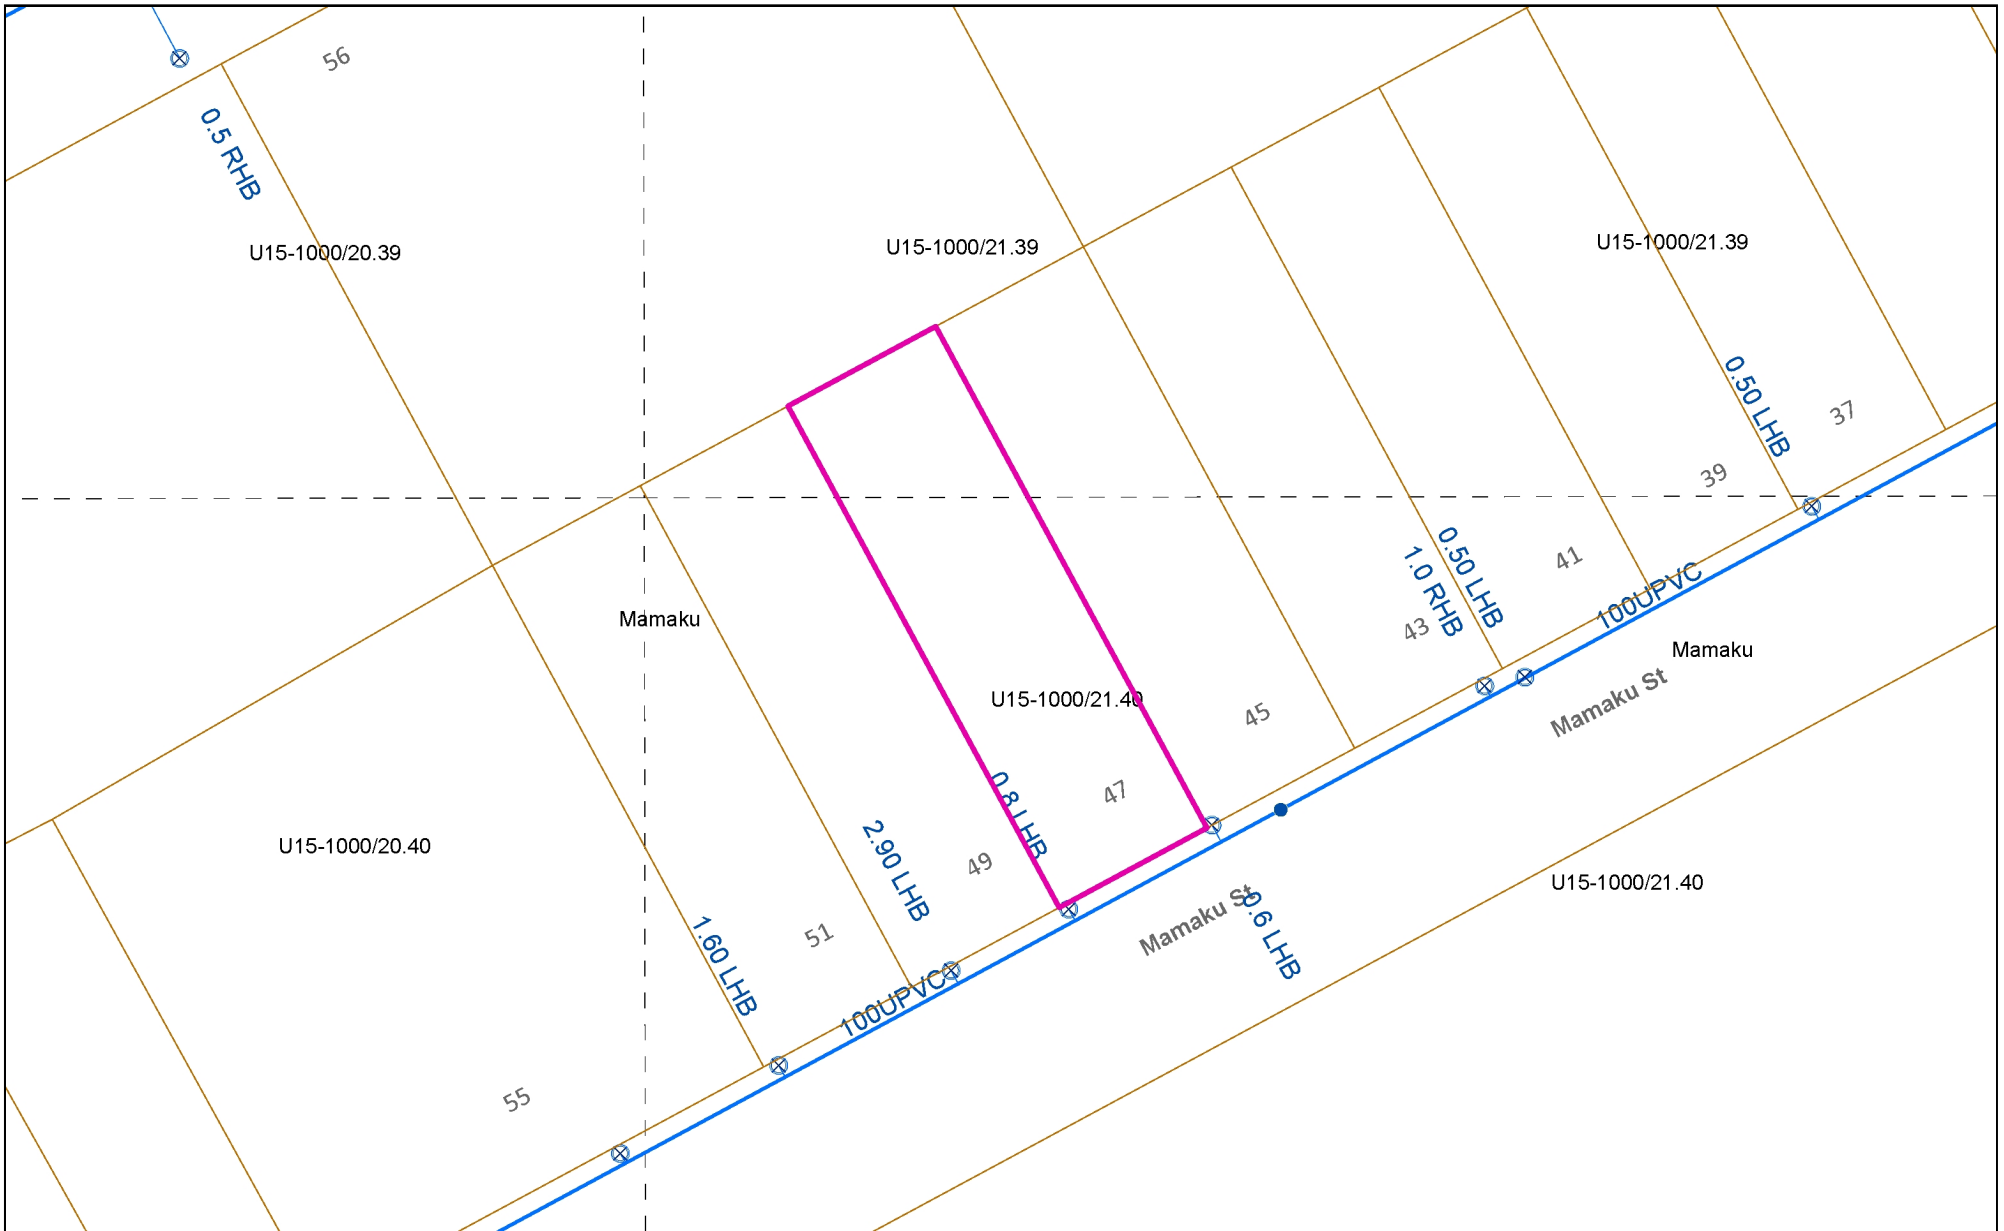 56
0.5 RHB
U15-1000/20.39
U15-1000/21.39
U15-1000/21.39
0.50 LHB
37
39
0.50 LHB
1.0 RHB
41
43
100UPVC
Mamaku
Mamaku
Mamaku St
U15-1000/21.40
45
47
0.8 LHB
49
2.90 LHB
U15-1000/20.40
U15-1000/21.40
Mamaku St
0.6 LHB
51
1.60 LHB
100UPVC
55